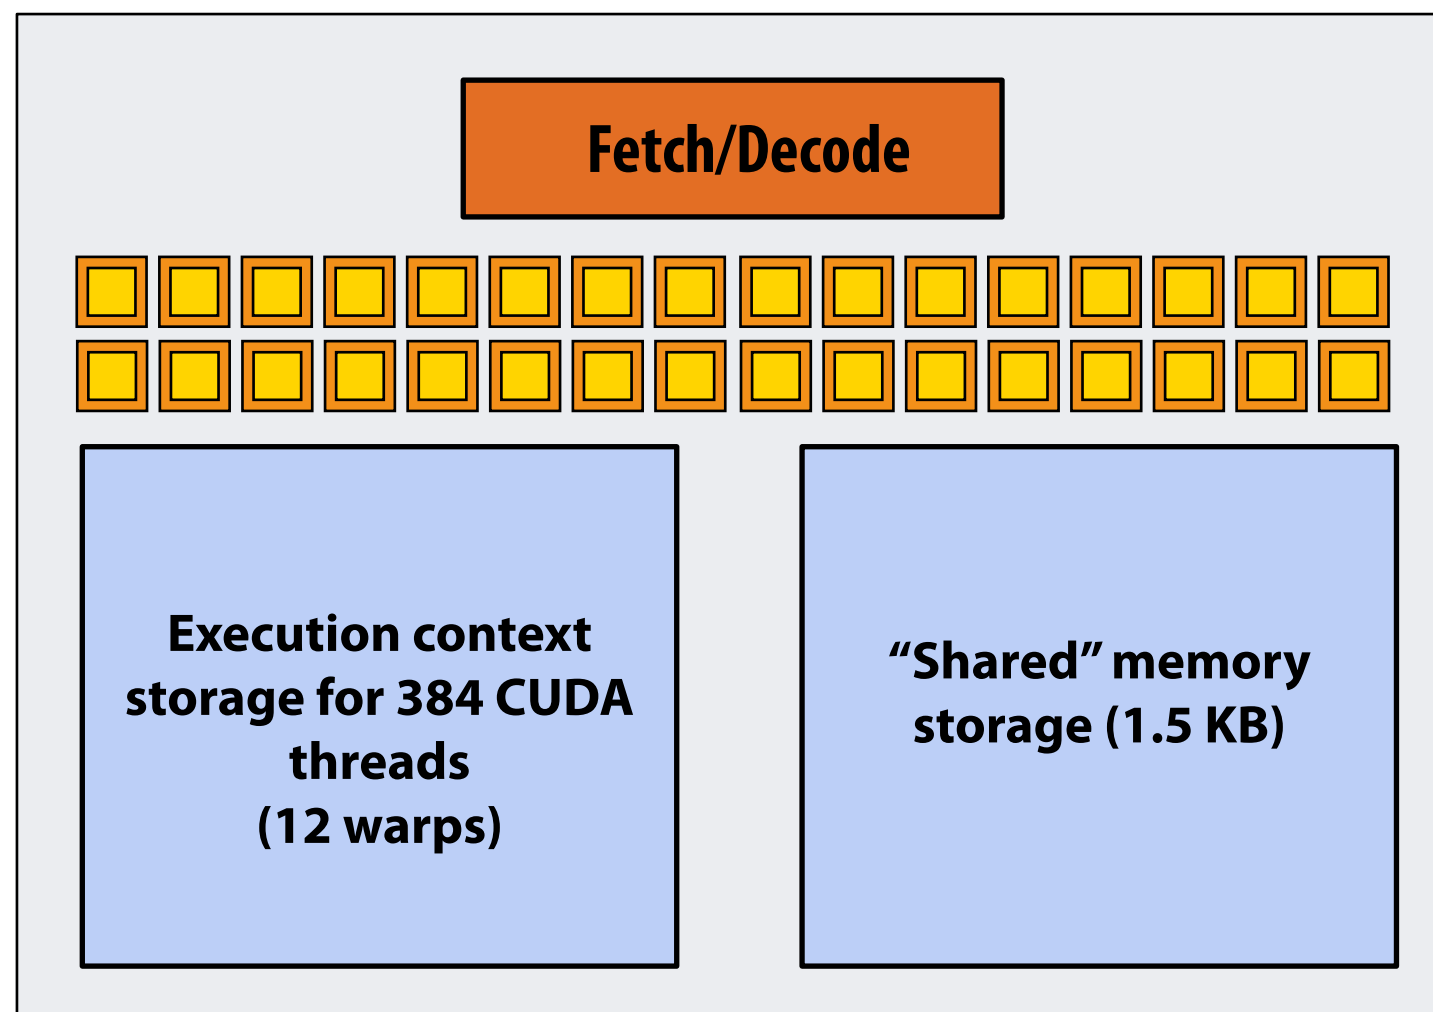 Fetch/Decode
Execution context
storage for 384 CUDA
threads
(12 warps)
“Shared” memory
storage (1.5 KB)